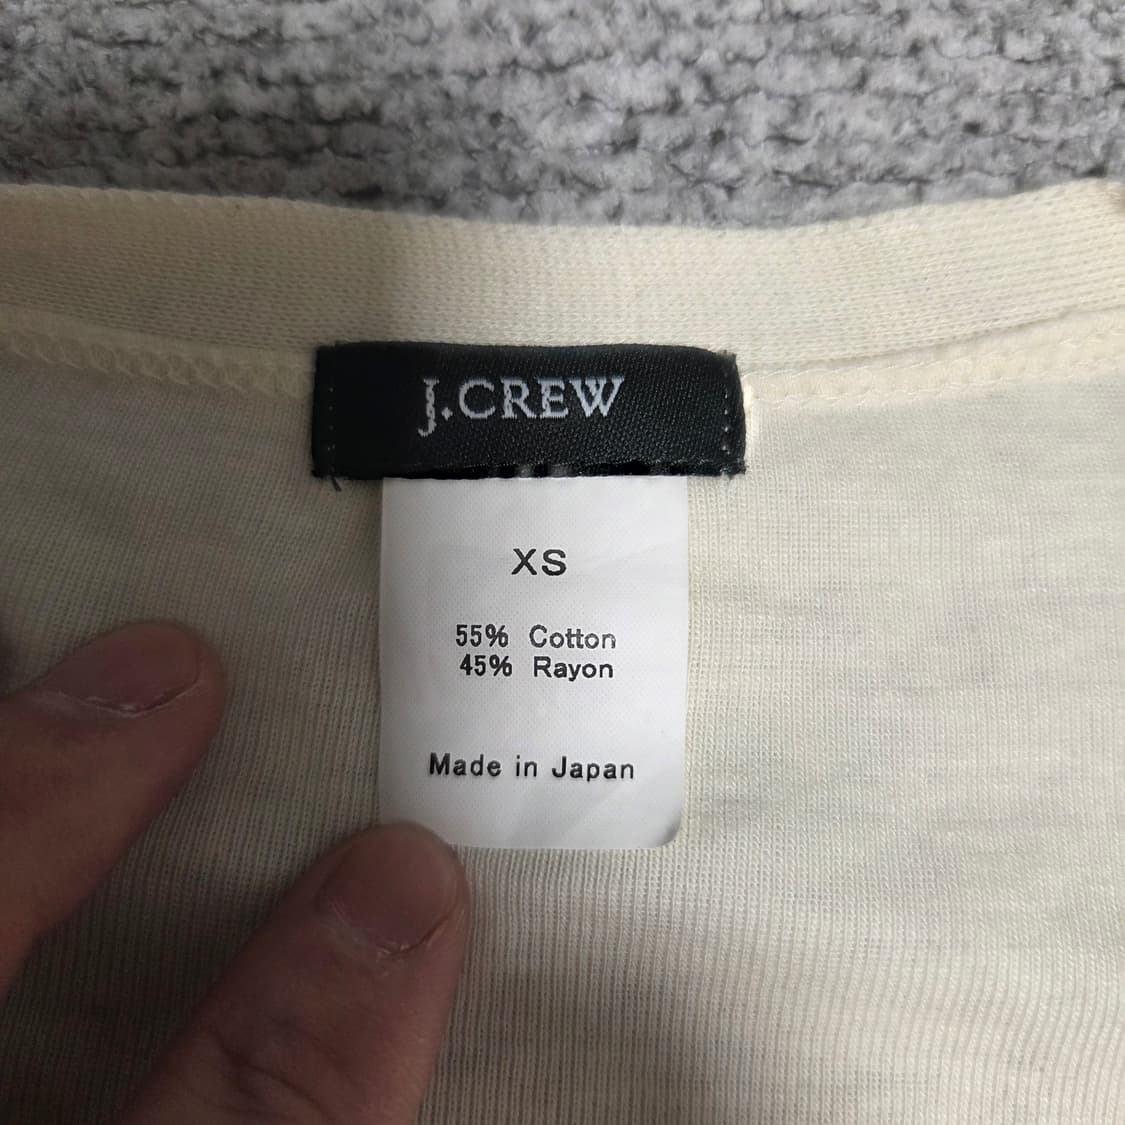 J.CREW
XS
55% Cotton
45% Rayon
Made in Japan